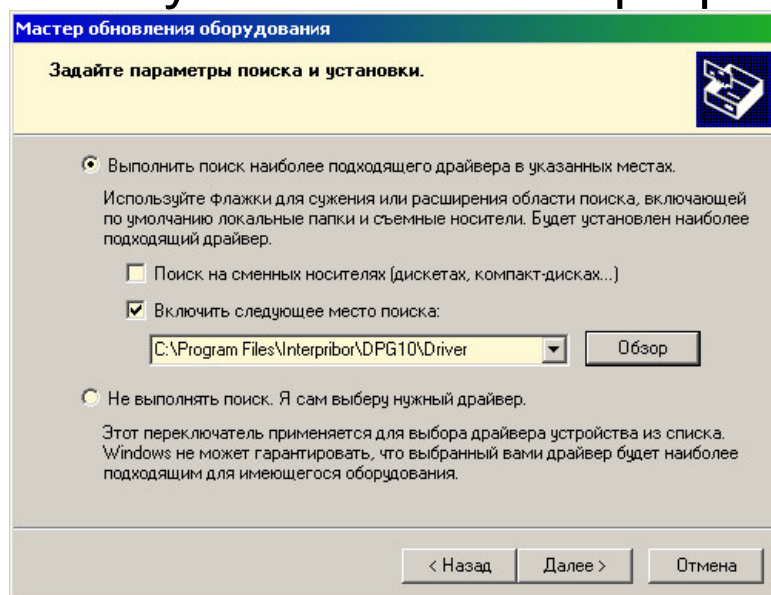 Мастер обновления оборудования
Задайте параметры поиска и установки.
Выполнить поиск наиболее подходящего драйвера в указанных местах.
Используйте флажки для сужения или расширения области поиска, включающей
по умолчанию локальные папки и съемные носители. Будет установлен наиболее
подходящий драйвер.
Поиск на сменных носителях (дискетах, компакт-дисках...)
Включить следующее место поиска:
C:\Program Files\Interpribor\DPG10\Driver
Обзор
Не выполнять поиск. Я сам выберу нужный драйвер.
Этот переключатель применяется для выбора драйвера устройства из списка.
Windows не может гарантировать, что выбранный вами драйвер будет наиболее
подходящим для имеющегося оборудования.
< Назад Далее > Отмена